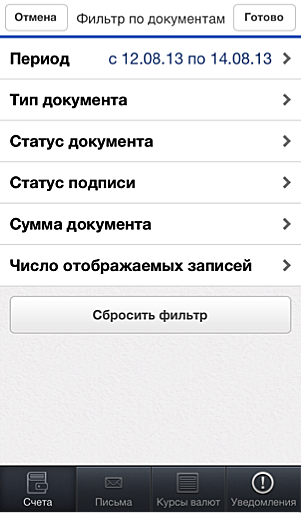 Отмена Фильтр по документам Готово
Период с 12.08.13 по 14.08.13
Тип документа
Статус документа
Статус подписи
Сумма документа
Число отображаемых записей
Сбросить фильтр
Счета Письма Курсы валют Уведомления